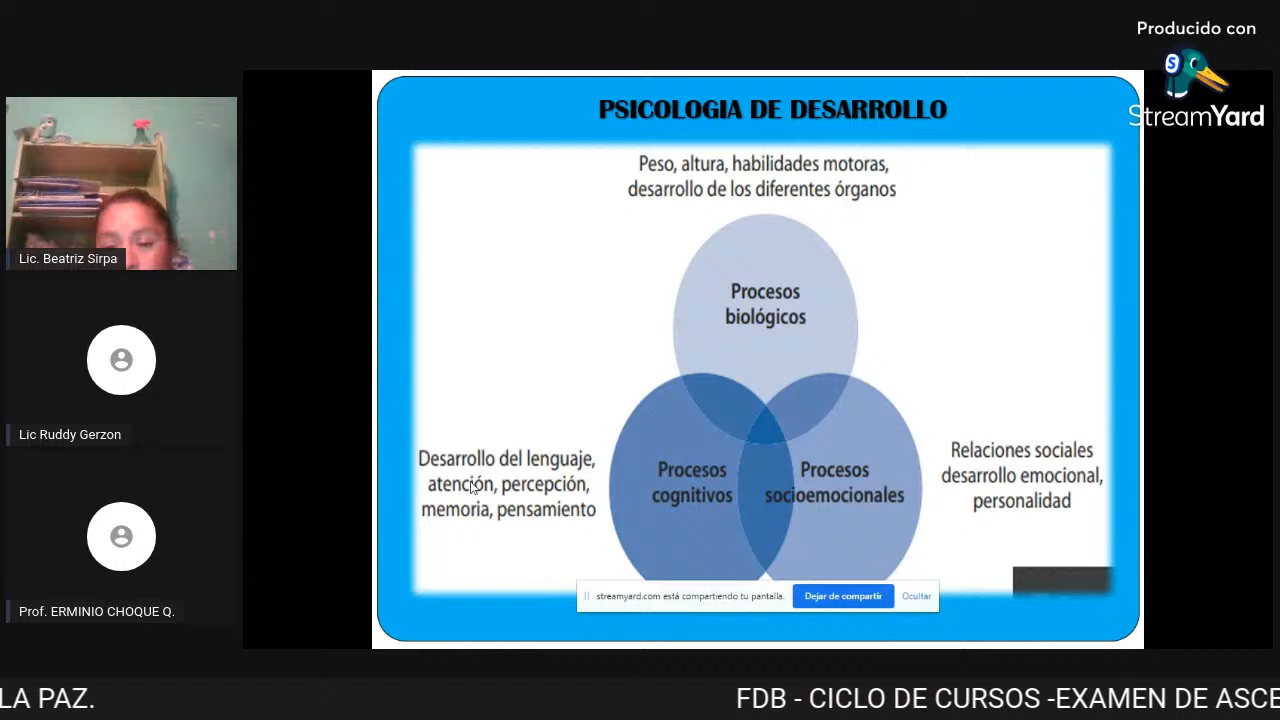 Producido con
StreamYard
PSICOLOGIA DE DESARROLLO
Peso, altura, habilidades motoras,
desarrollo de los diferentes órganos
Procesos
biológicos
Lic. Beatriz Sirpa
Lic Ruddy Gerzon
Prof. ERMINIO CHOQUE Q.
Desarrollo del lenguaje,
atención, percepción,
memoria, pensamiento
Procesos
cognitivos
Procesos
socioemocionales
Relaciones sociales
desarrollo emocional,
personalidad
streamyard.com está compartiendo tu pantalla.
Dejar de compartir
Ocultar
LA PAZ.
FDB - CICLO DE CURSOS -EXAMEN DE ASCE